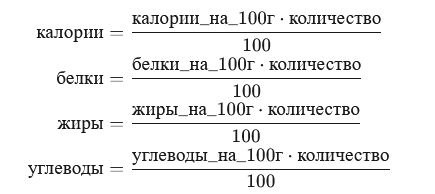 калории = калории_на_100г · количество / 100
белки = белки_на_100г · количество / 100
жиры = жиры_на_100г · количество / 100
углеводы = углеводы_на_100г · количество / 100